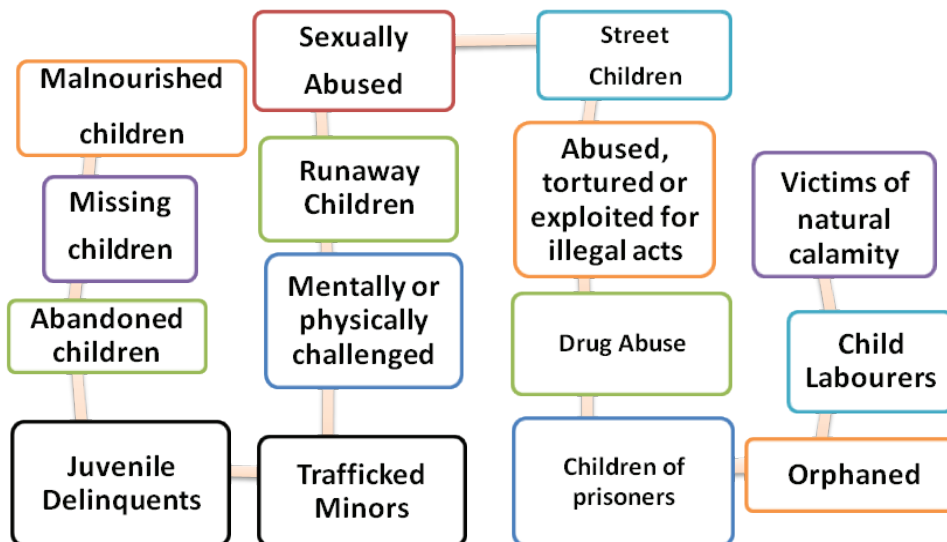 Malnourished
children
Missing
children
Abandoned
children
Juvenile
Delinquents
Trafficked
Minors
Mentally or
physically
challenged
Runaway
Children
Sexually
Abused
Street
Children
Abused,
tortured or
exploited for
illegal acts
Drug Abuse
Children of
prisoners
Orphaned
Child
Labourers
Victims of
natural
calamity